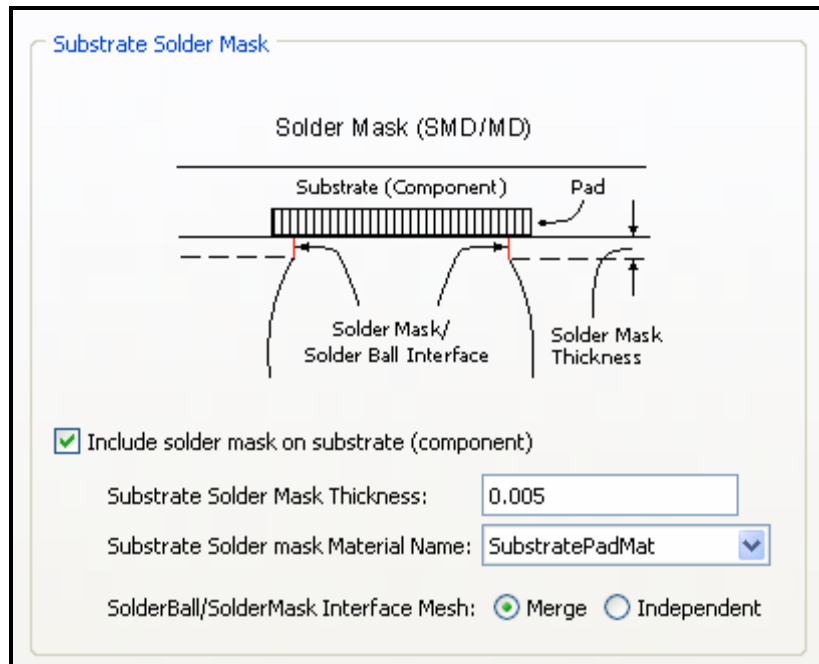 Substrate Solder Mask
Solder Mask (SMD/MD)
Substrate (Component)
Pad
Solder Mask/
Solder Ball Interface
Solder Mask
Thickness
Include solder mask on substrate (component)
Substrate Solder Mask Thickness: 0.005
Substrate Solder mask Material Name: SubstratePadMat
SolderBall/SolderMask Interface Mesh: Merge Independent